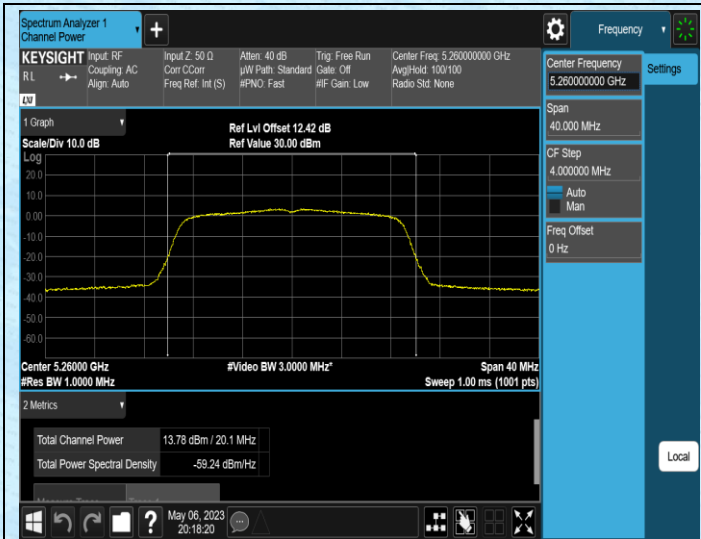 Spectrum Analyzer 1
Channel Power
+
Frequency
KEYSIGHT
R L
LXI
Input: RF
Coupling: AC
Align: Auto
Input Z: 50 Ω
Corr CCorr
Freq Ref: Int (S)
Atten: 40 dB
µW Path: Standard
#PNO: Fast
Trig: Free Run
Gate: Off
#IF Gain: Low
Center Freq: 5.260000000 GHz
Avg|Hold: 100/100
Radio Std: None
Center Frequency
5.260000000 GHz
Settings
Span
40.000 MHz
CF Step
4.000000 MHz
Auto
Man
Freq Offset
0 Hz
Local
1 Graph
Scale/Div 10.0 dB
Ref Lvl Offset 12.42 dB
Ref Value 30.00 dBm
Log
20.0
10.0
0.00
-10.0
-20.0
-30.0
-40.0
-50.0
-60.0
Center 5.26000 GHz
#Video BW 3.0000 MHz*
Span 40 MHz
#Res BW 1.0000 MHz
Sweep 1.00 ms (1001 pts)
2 Metrics
Total Channel Power 13.78 dBm / 20.1 MHz
Total Power Spectral Density -59.24 dBm/Hz
?
May 06, 2023
20:18:20